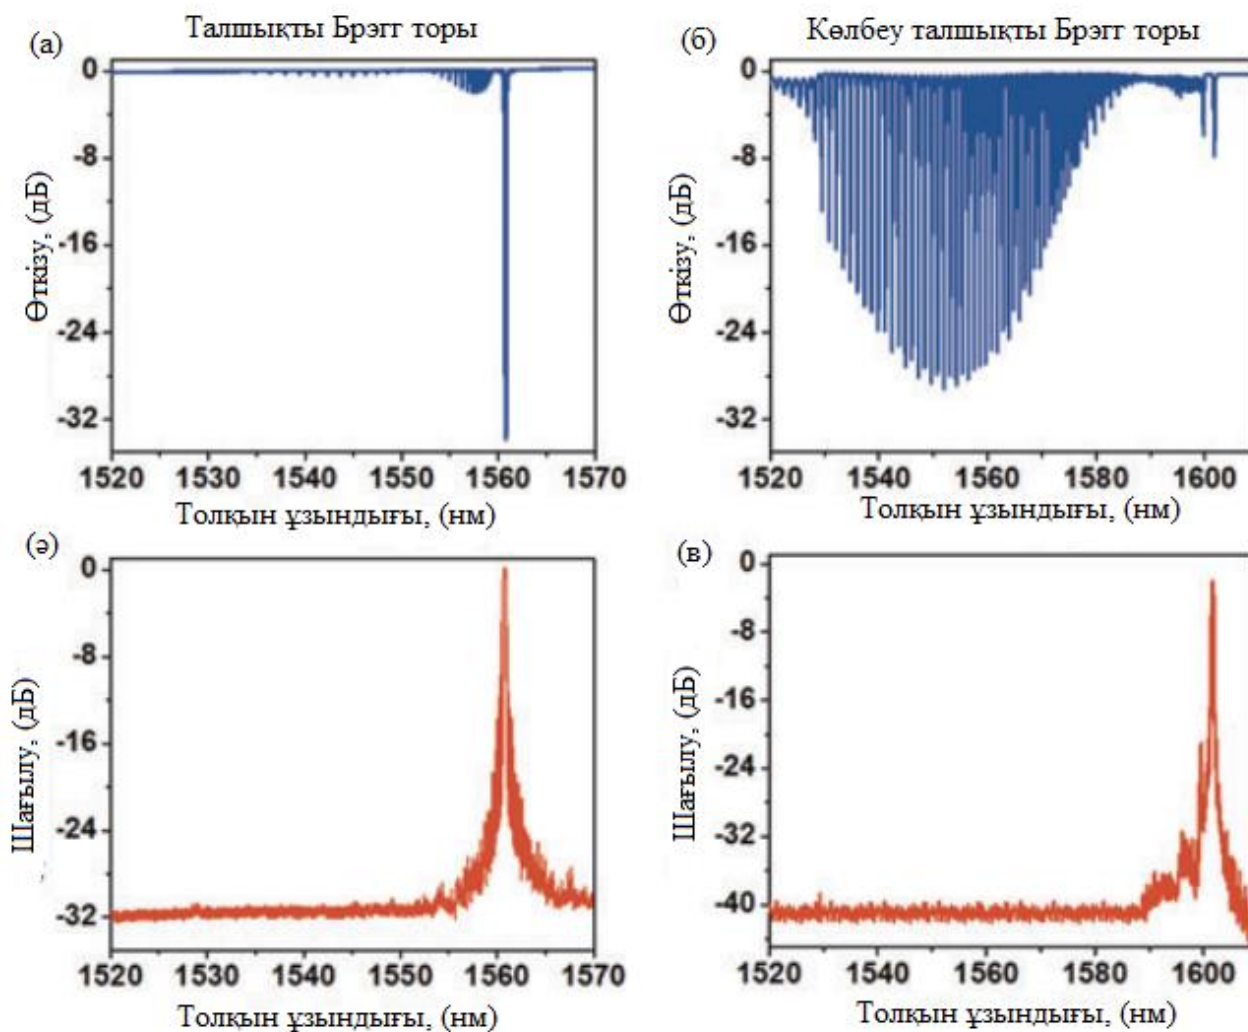 Талшықты Брэгг торы
(а)
0
-8
-16
-24
-32
Өткізу, (дБ)
1520 1530 1540 1550 1560 1570
Толқын ұзындығы, (нм)
Көлбеу талшықты Брэгг торы
(б)
0
-8
-16
-24
-32
Өткізу, (дБ)
1520 1540 1560 1580 1600
Толқын ұзындығы, (нм)
(ә)
0
-8
-16
-24
-32
Шағылу, (дБ)
1520 1530 1540 1550 1560 1570
Толқын ұзындығы, (нм)
(в)
0
-8
-16
-24
-32
-40
Шағылу, (дБ)
1520 1540 1560 1580 1600
Толқын ұзындығы, (нм)